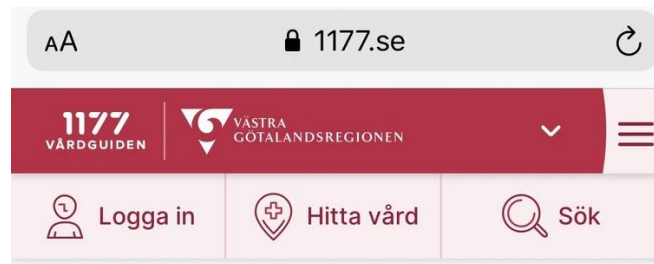 AA 1177.se
1177 VÅRDGUIDEN VÄSTRA GÖTALANDSREGIONEN
Logga in Hitta vård Sök